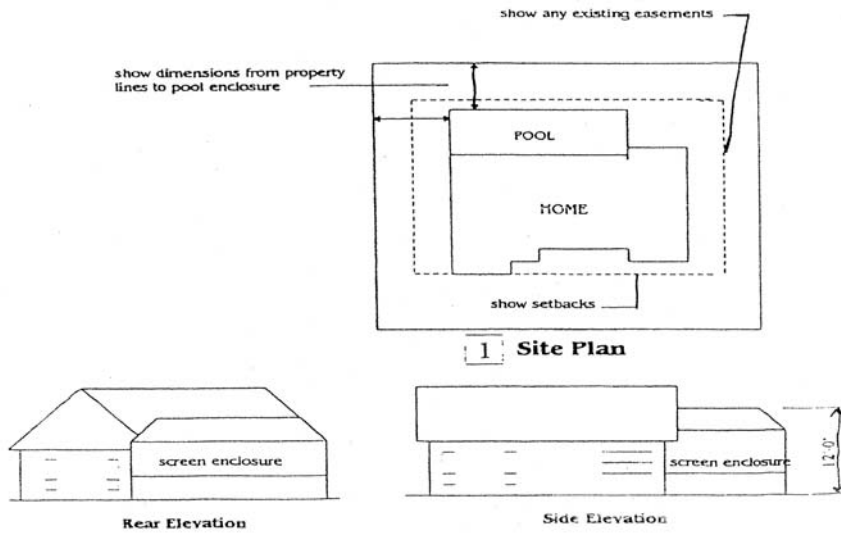 show any existing easements
show dimensions from property
lines to pool enclosure
POOL
HOME
show setbacks
1 Site Plan
screen enclosure
screen enclosure
12'-0"
Rear Elevation
Side Elevation